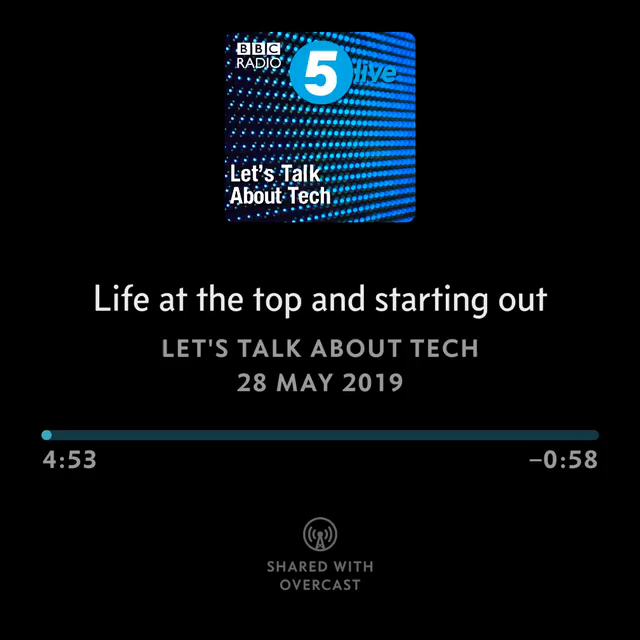 BBC
RADIO
5 live
Let's Talk
About Tech
Life at the top and starting out
LET'S TALK ABOUT TECH
28 MAY 2019
4:53
–0:58
SHARED WITH
OVERCAST